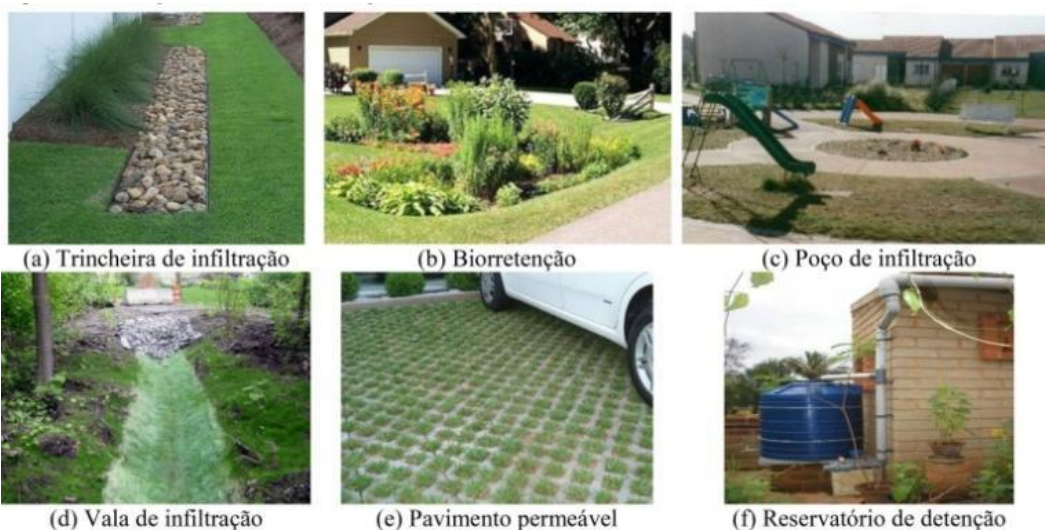 (a) Trincheira de infiltração
(b) Biorretenção
(c) Poço de infiltração
(d) Vala de infiltração
(e) Pavimento permeável
(f) Reservatório de detenção